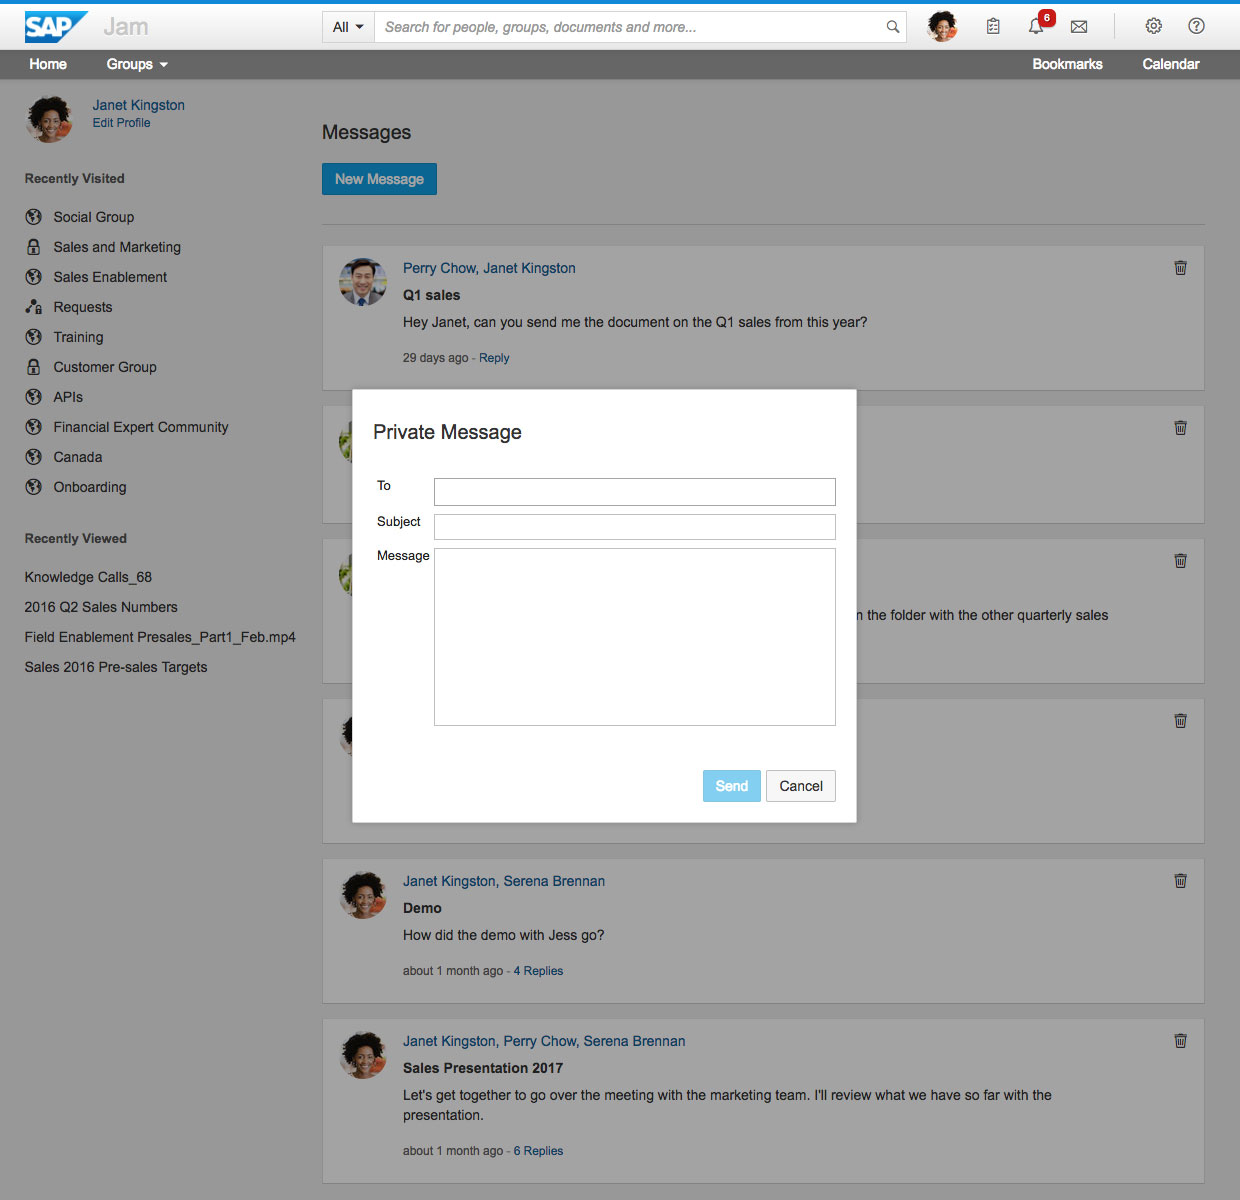 SAP Jam
All
Search for people, groups, documents and more...
6
Home
Groups
Bookmarks
Calendar
Janet Kingston
Edit Profile
Recently Visited
Social Group
Sales and Marketing
Sales Enablement
Requests
Training
Customer Group
APIs
Financial Expert Community
Canada
Onboarding
Recently Viewed
Knowledge Calls_68
2016 Q2 Sales Numbers
Field Enablement Presales_Part1_Feb.mp4
Sales 2016 Pre-sales Targets
Messages
New Message
Perry Chow, Janet Kingston
Q1 sales
Hey Janet, can you send me the document on the Q1 sales from this year?
29 days ago - Reply
Private Message
To
Subject
Message
Send
Cancel
the folder with the other quarterly sales
Janet Kingston, Serena Brennan
Demo
How did the demo with Jess go?
about 1 month ago - 4 Replies
Janet Kingston, Perry Chow, Serena Brennan
Sales Presentation 2017
Let's get together to go over the meeting with the marketing team. I'll review what we have so far with the
presentation.
about 1 month ago - 6 Replies